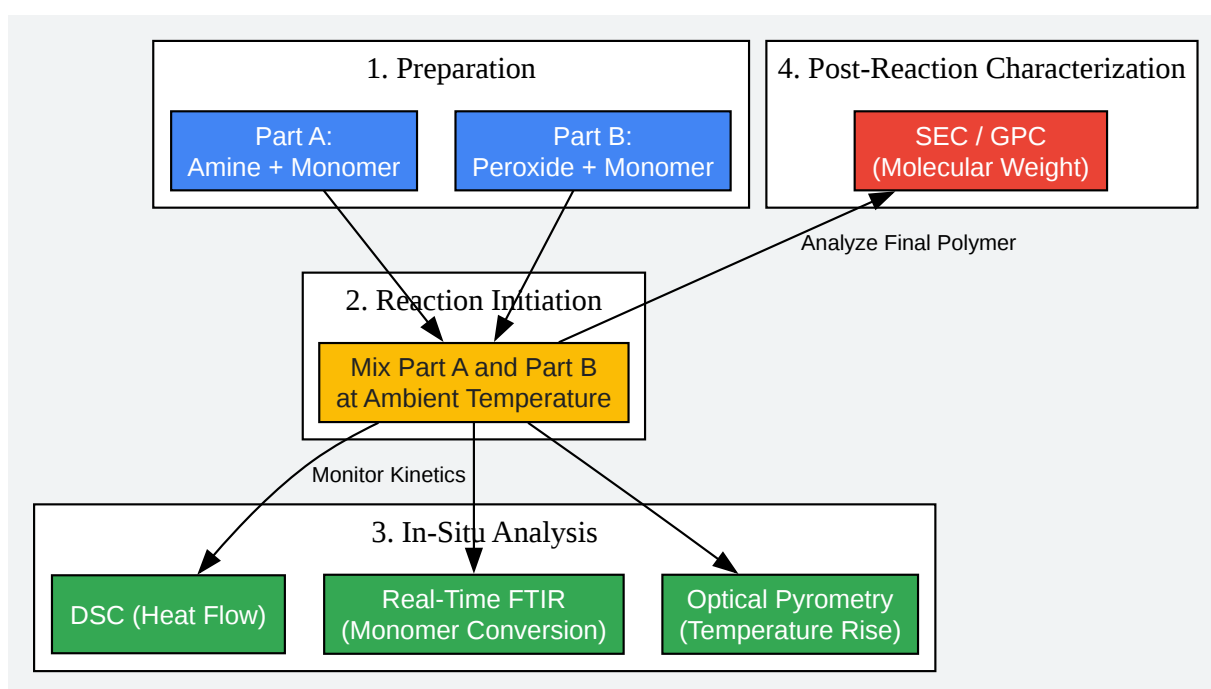 1. Preparation
Part A:
Amine + Monomer
Part B:
Peroxide + Monomer
4. Post-Reaction Characterization
SEC / GPC
(Molecular Weight)
Analyze Final Polymer
2. Reaction Initiation
Mix Part A and Part B
at Ambient Temperature
Monitor Kinetics
3. In-Situ Analysis
DSC (Heat Flow)
Real-Time FTIR
(Monomer Conversion)
Optical Pyrometry
(Temperature Rise)